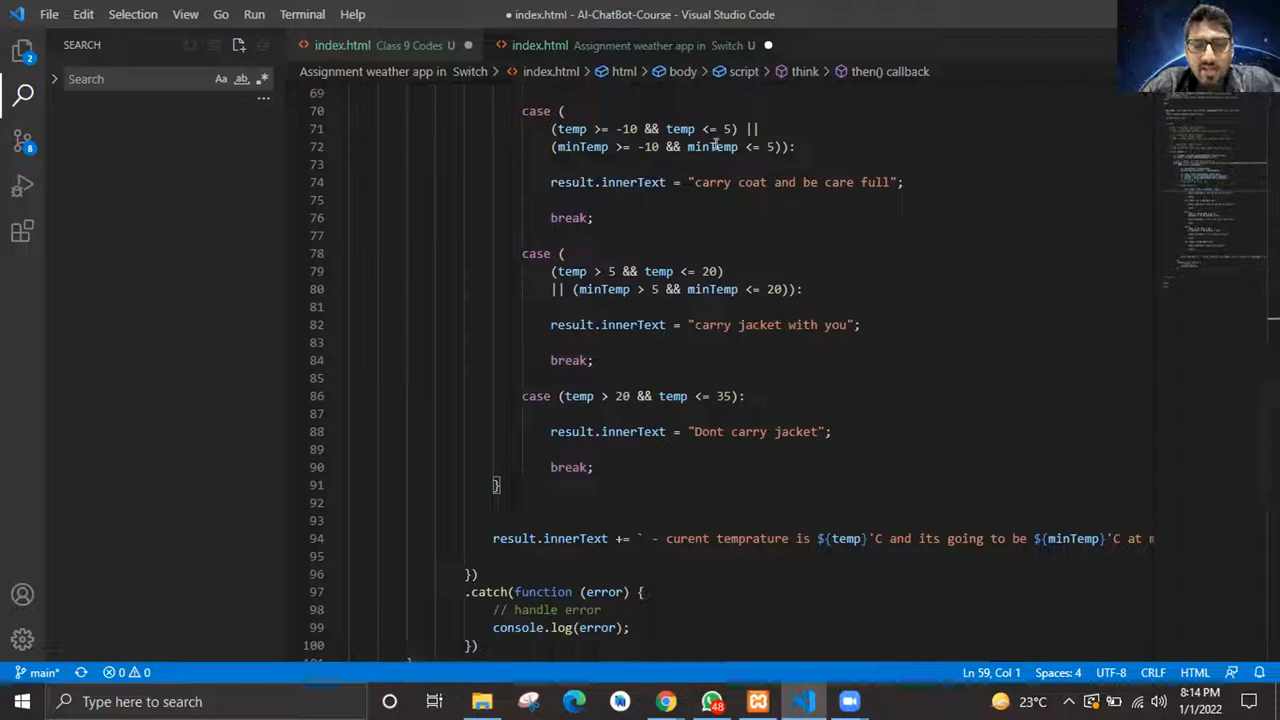 File Edit Selection View Go Run Terminal Help
● index.html - AI-ChatBot-Course - Visual Studio Code
SEARCH
Search
Aa ab .*
2
8
index.html Class 9 Codes U
index.html Assignment weather app in Switch U
Assignment weather app in Switch > index.html > html > body > script > think > then() callback
69
70 case (
71 (temp >= -10 && temp <= 5) ||
72 (minTemp >= -10 && minTemp <= 5)):
73
74 result.innerText = "carry coat and be care full";
75
76 break;
77
78 case (
79 (temp > 5 && temp <= 20)
80 || (minTemp > 5 && minTemp <= 20)):
81
82 result.innerText = "carry jacket with you";
83
84 break;
85
86 case (temp > 20 && temp <= 35):
87
88 result.innerText = "Dont carry jacket";
89
90 break;
91 }
92
93
94 result.innerText += ` - curent temprature is ${temp}'C and its going to be ${minTemp}'C at m
95
96 })
97 .catch(function (error) {
98 // handle error
99 console.log(error);
100 })
main* 0 0
Ln 59, Col 1 Spaces: 4 UTF-8 CRLF HTML
Type here to search
48
23°C
8:14 PM
1/1/2022